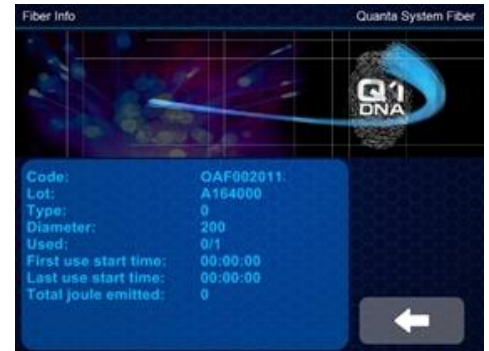 Fiber Info
Quanta System Fiber
Q1
DNA
Code: OAF002011
Lot: A164000
Type: 0
Diameter: 200
Used: 0/1
First use start time: 00:00:00
Last use start time: 00:00:00
Total joule emitted: 0